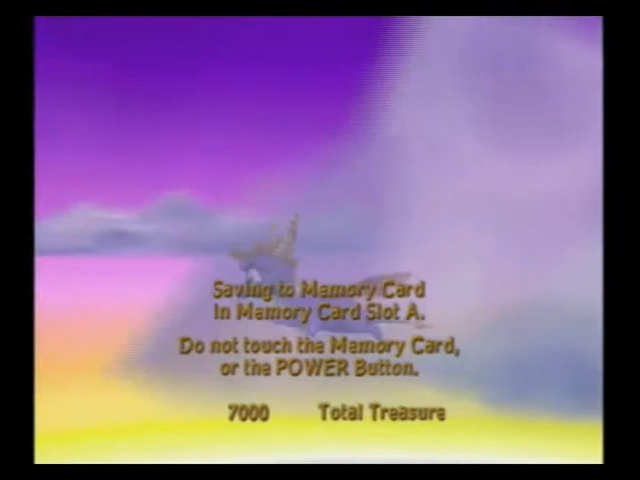 Saving to Memory Card
in Memory Card Slot A.
Do not touch the Memory Card,
or the POWER Button.
7000 Total Treasure